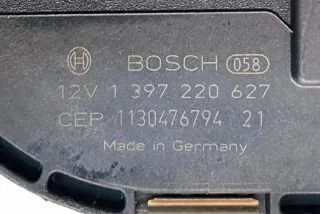 BOSCH 058
12V 1 397 220 627
CEP 1130476794 21
Made in Germany